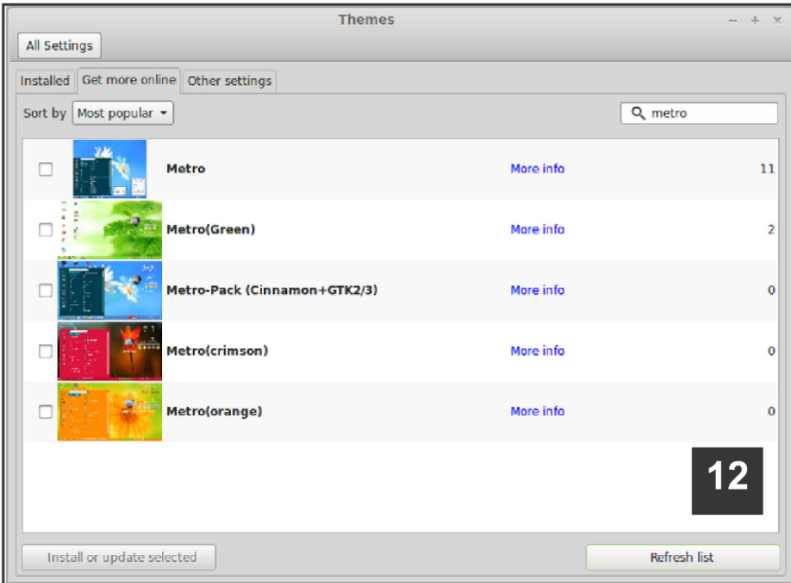 Themes
All Settings
Installed Get more online Other settings
Sort by Most popular metro
Metro More info 11
Metro(Green) More info 2
Metro-Pack (Cinnamon+GTK2/3) More info 0
Metro(crimson) More info 0
Metro(orange) More info 0
12
Install or update selected Refresh list